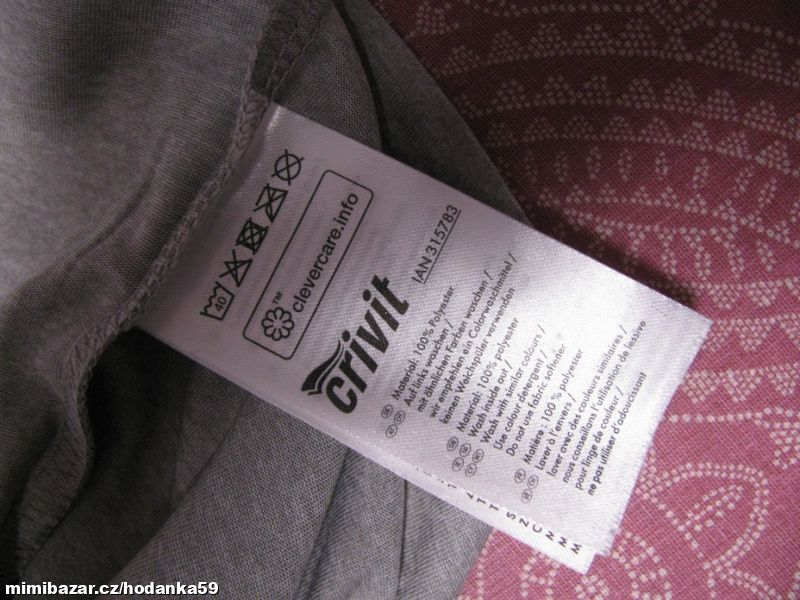 40
™ clevercare.info
crivit
IAN 315783
Material: 100% Polyester
Auf links waschen /
mit ähnlichen Farben waschen /
wir empfehlen ein Colorwaschmittel /
keinen Weichspüler verwenden
Material: 100% polyester
Wash inside out /
Wash with similar colours /
Use colour detergent /
Do not use fabric softener
Matière: 100 % polyester
Laver à l'envers /
laver avec des couleurs similaires /
nous conseillons l'utilisation de lessive
pour linge de couleur /
ne pas utiliser d'adoucissant
mimibazar.cz/hodanka59